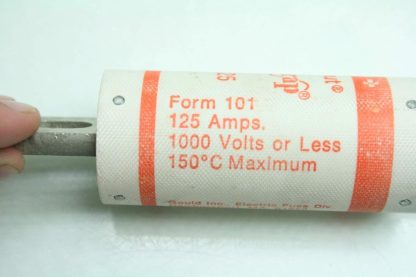 Form 101
125 Amps.
1000 Volts or Less
150°C Maximum
Gould Inc., Electric Fuse Div.